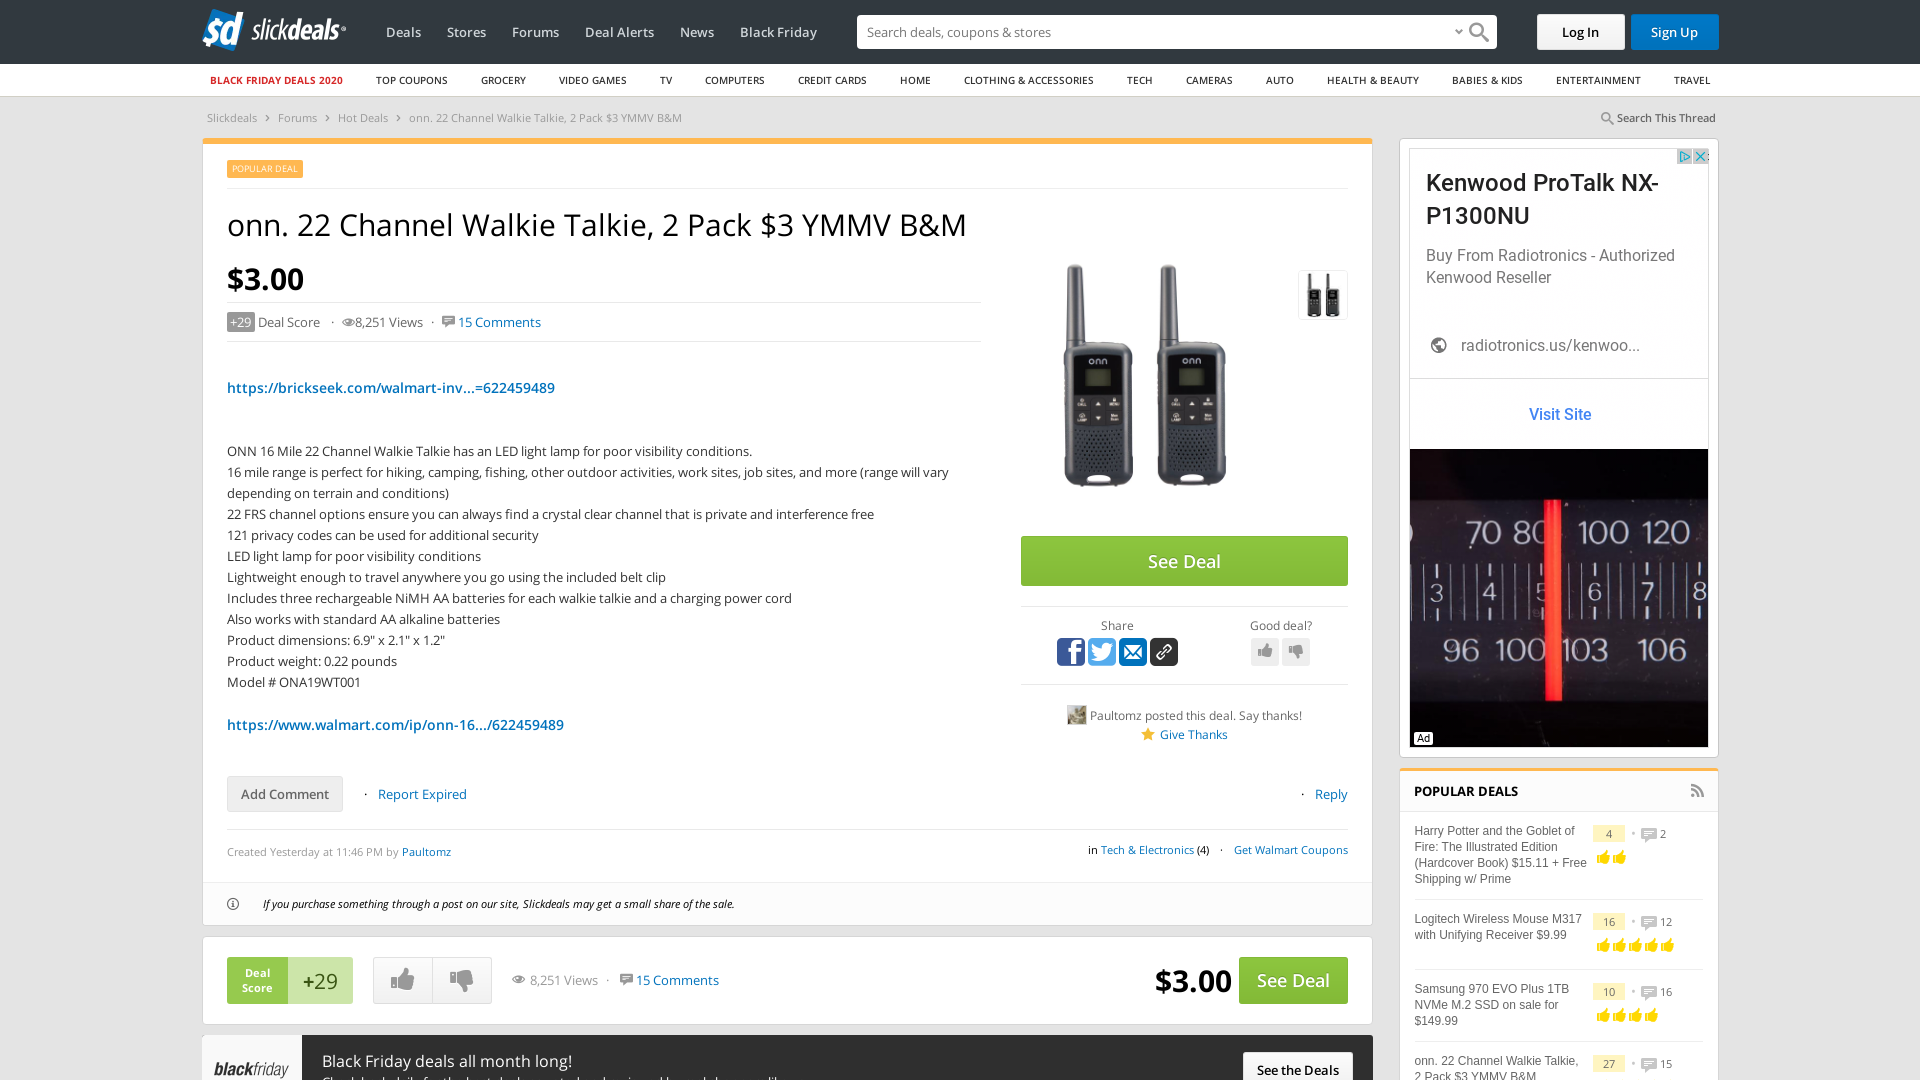 sd slickdeals
Deals Stores Forums Deal Alerts News Black Friday
Search deals, coupons & shares
Log In
Sign Up
BLACK FRIDAY DEALS 2020 TOP COUPONS GROCERY VIDEO GAMES TV COMPUTERS CREDIT CARDS HOME CLOTHING & ACCESSORIES TECH CAMERAS AUTO HEALTH & BEAUTY BABIES & KIDS ENTERTAINMENT TRAVEL
Slickdeals > Forums > Hot Deals > onn. 22 Channel Walkie Talkie, 2 Pack $3 YMMV B&M
Search This Thread
POPULAR DEAL
onn. 22 Channel Walkie Talkie, 2 Pack $3 YMMV B&M
$3.00
+29 Deal Score · 8,251 Views · 15 Comments
https://brickseek.com/walmart-inv...=622459489
ONN 16 Mile 22 Channel Walkie Talkie has an LED light lamp for poor visibility conditions.
16 mile range is perfect for hiking, camping, fishing, other outdoor activities, work sites, job sites, and more (range will vary
depending on terrain and conditions)
22 FRS channel options ensure you can always find a crystal clear channel that is private and interference free
121 privacy codes can be used for additional security
LED light lamp for poor visibility conditions
Lightweight enough to travel anywhere you go using the included belt clip
Includes three rechargeable NiMH AA batteries for each walkie talkie and a charging power cord
Also works with standard AA alkaline batteries
Product dimensions: 6.9" x 2.1" x 1.2"
Product weight: 0.22 pounds
Model # ONA19WT001
https://www.walmart.com/ip/onn-16.../622459489
onn onn
See Deal
Share
Good deal?
Paultomz posted this deal. Say thanks!
Give Thanks
Add Comment · Report Expired
· Reply
Created Yesterday at 11:46 PM by Paultomz
in Tech & Electronics (4) · Get Walmart Coupons
If you purchase something through a post on our site, Slickdeals may get a small share of the sale.
Deal
Score
+29
8,251 Views · 15 Comments
$3.00
See Deal
blackfriday
Black Friday deals all month long!
See the Deals
Kenwood ProTalk NX-
P1300NU
Buy From Radiotronics - Authorized
Kenwood Reseller
radiotronics.us/kenwoo...
Visit Site
70 80 100 120
3 4 5 6 7 8
96 100 103 106
Ad
POPULAR DEALS
Harry Potter and the Goblet of
Fire: The Illustrated Edition
(Hardcover Book) $15.11 + Free
Shipping w/ Prime
4 · 2
Logitech Wireless Mouse M317
with Unifying Receiver $9.99
16 · 12
Samsung 970 EVO Plus 1TB
NVMe M.2 SSD on sale for
$149.99
10 · 16
onn. 22 Channel Walkie Talkie,
2 Pack $3 YMMV B&M
27 · 15